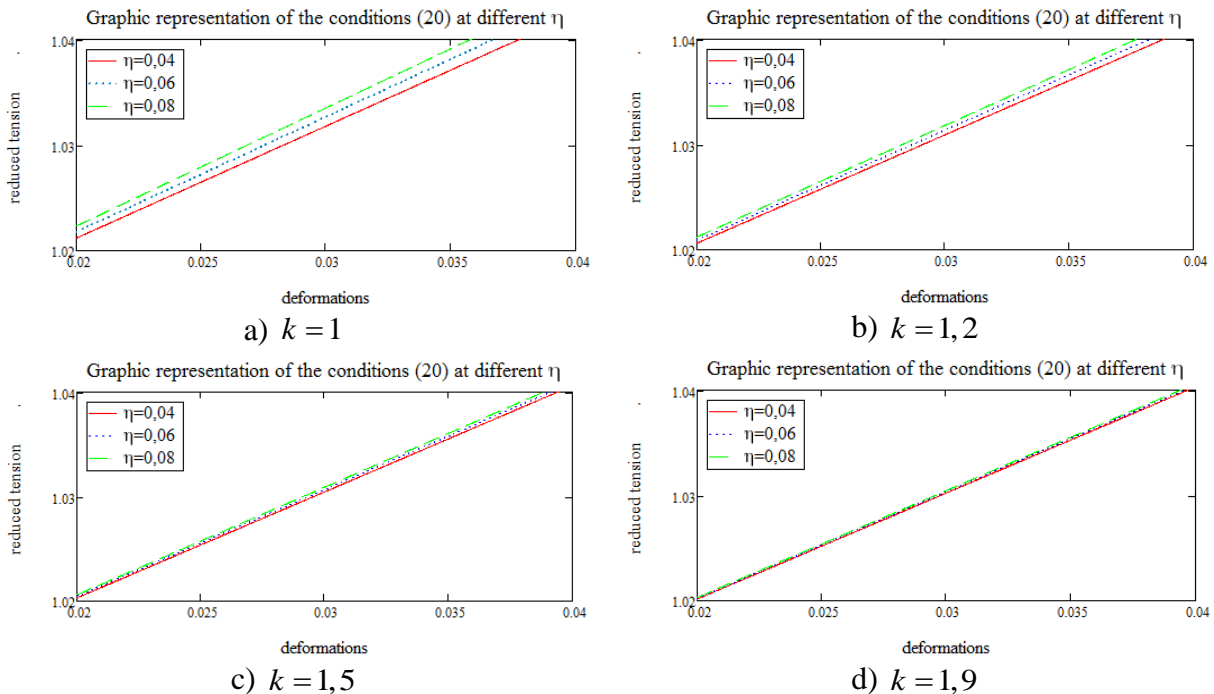 Graphic representation of the conditions (20) at different η
reduced tension
1.04
1.03
1.02
η=0,04
η=0,06
η=0,08
0.02
0.025
0.03
0.035
0.04
deformations
a) k = 1
Graphic representation of the conditions (20) at different η
reduced tension
1.04
1.03
1.02
η=0,04
η=0,06
η=0,08
0.02
0.025
0.03
0.035
0.04
deformations
b) k = 1, 2
Graphic representation of the conditions (20) at different η
reduced tension
1.04
1.03
1.02
η=0,04
η=0,06
η=0,08
0.02
0.025
0.03
0.035
0.04
deformations
c) k = 1,5
Graphic representation of the conditions (20) at different η
reduced tension
1.04
1.03
1.02
η=0,04
η=0,06
η=0,08
0.02
0.025
0.03
0.035
0.04
deformations
d) k = 1,9